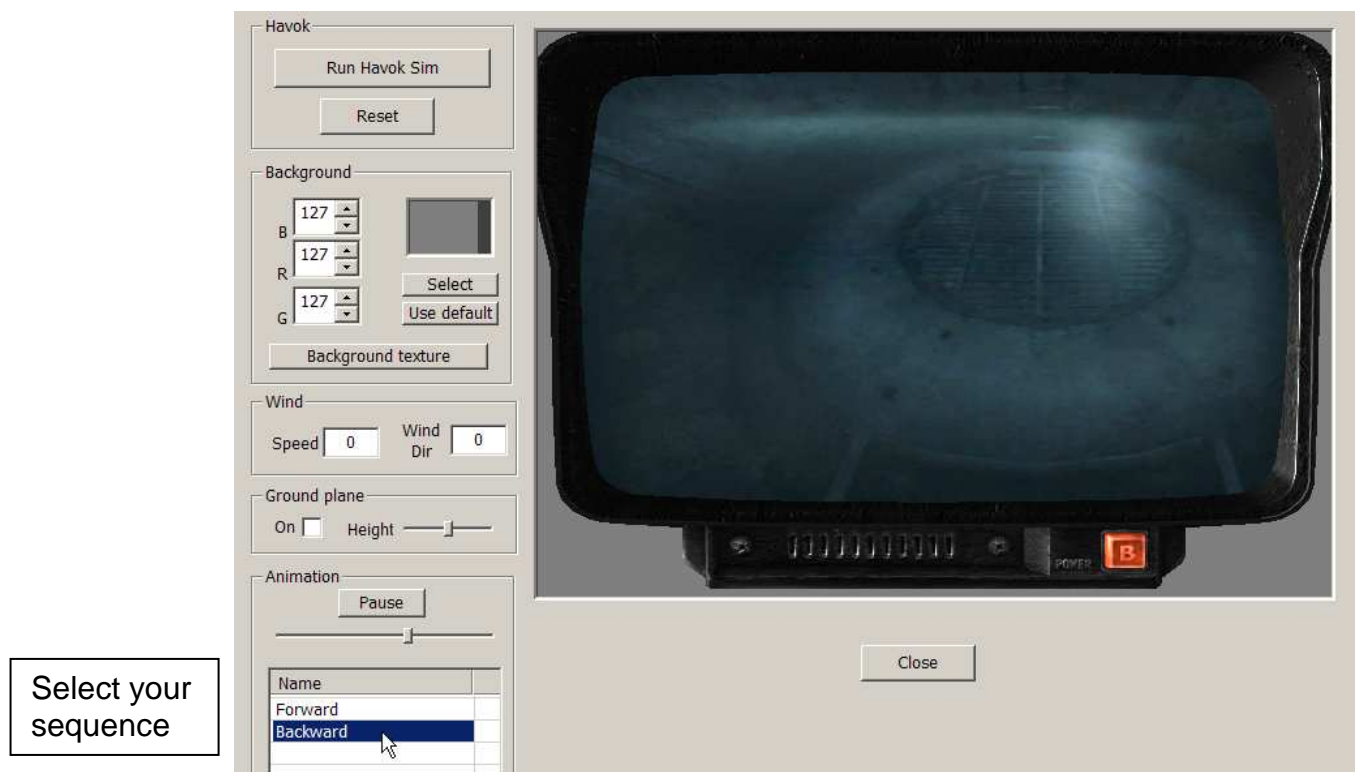 Havok
Run Havok Sim
Reset
Background
B 127
R 127
G 127
Select
Use default
Background texture
Wind
Speed 0 Wind Dir 0
Ground plane
On Height
Animation
Pause
Name
Forward
Backward
Select your
sequence
POWER B
Close